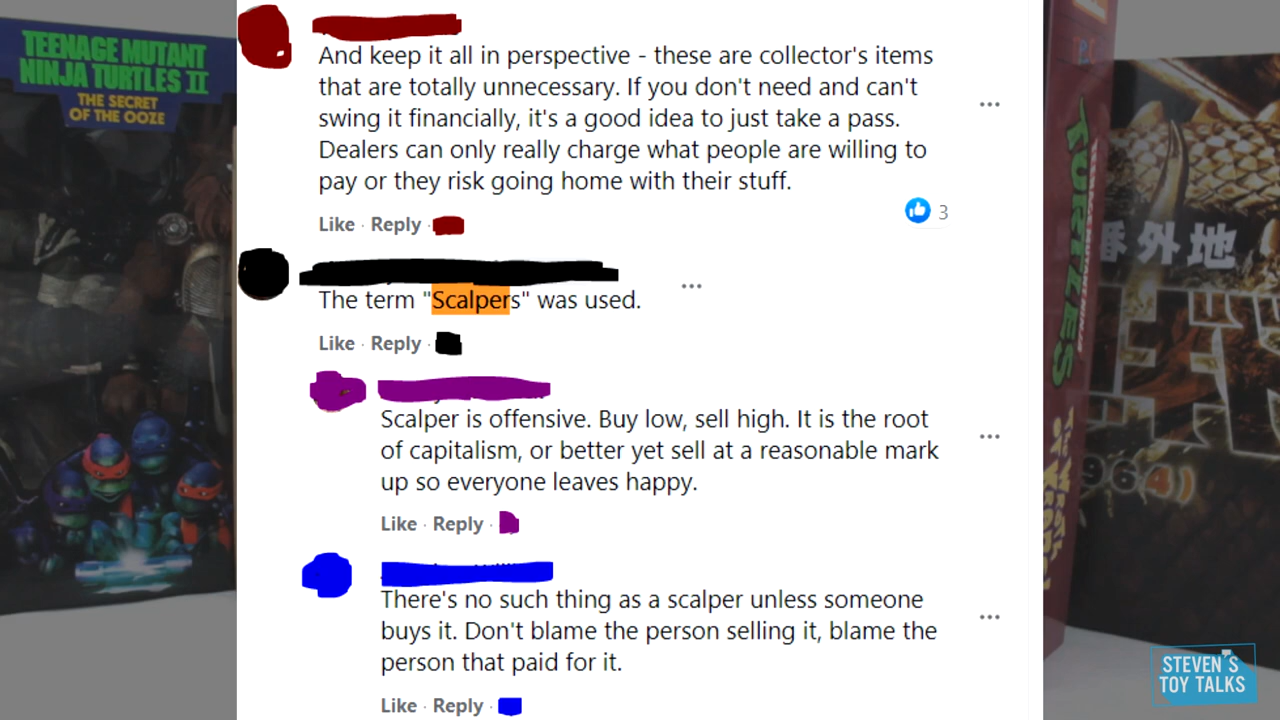 TEENAGE MUTANT
NINJA TURTLES II
THE SECRET
OF THE OOZE
And keep it all in perspective - these are collector's items
that are totally unnecessary. If you don't need and can't
swing it financially, it's a good idea to just take a pass.
Dealers can only really charge what people are willing to
pay or they risk going home with their stuff.
Like · Reply ·
3
The term "Scalpers" was used.
Like · Reply ·
Scalper is offensive. Buy low, sell high. It is the root
of capitalism, or better yet sell at a reasonable mark
up so everyone leaves happy.
Like · Reply ·
There's no such thing as a scalper unless someone
buys it. Don't blame the person selling it, blame the
person that paid for it.
Like · Reply ·
TURTLES
番外地
964)
STEVEN'S
TOY TALKS